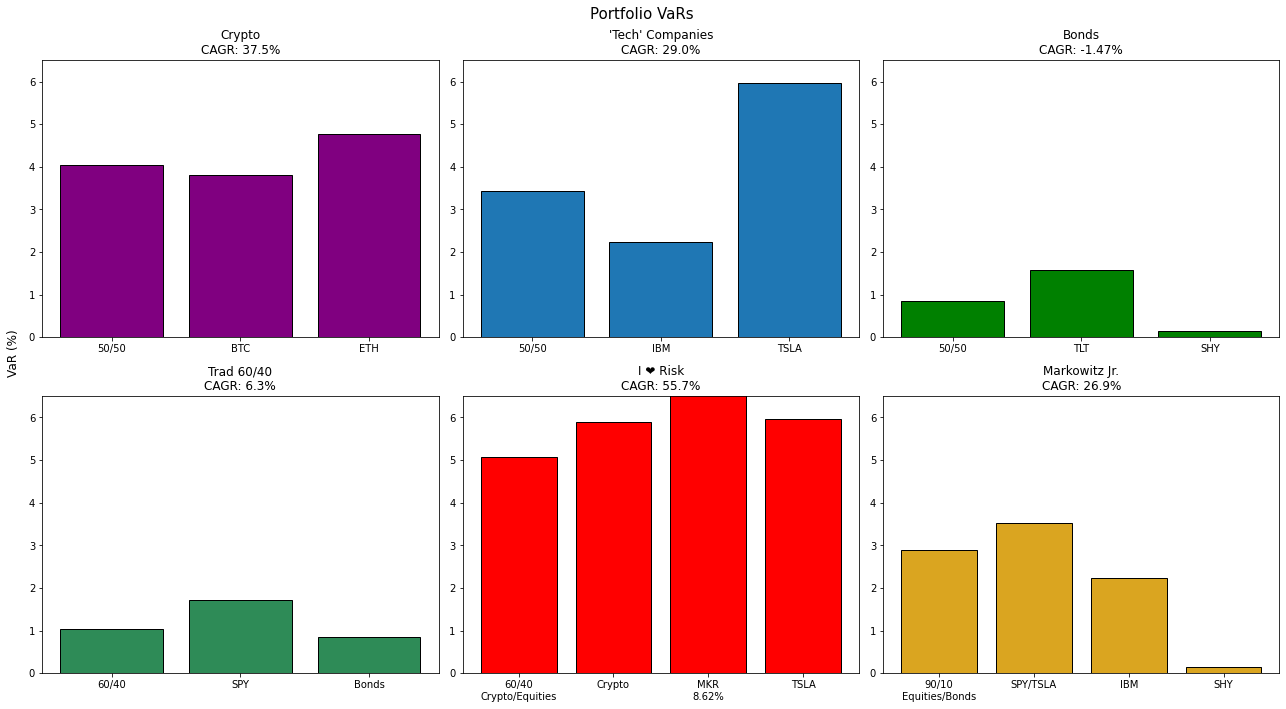 Portfolio VaRs
Crypto
CAGR: 37.5%
6
5
4
3
2
1
0
50/50 BTC ETH
'Tech' Companies
CAGR: 29.0%
6
5
4
3
2
1
0
50/50 IBM TSLA
Bonds
CAGR: -1.47%
6
5
4
3
2
1
0
50/50 TLT SHY
VaR (%)
Trad 60/40
CAGR: 6.3%
6
5
4
3
2
1
0
60/40 SPY Bonds
I ❤ Risk
CAGR: 55.7%
6
5
4
3
2
1
0
60/40 Crypto MKR TSLA
Crypto/Equities 8.62%
Markowitz Jr.
CAGR: 26.9%
6
5
4
3
2
1
0
90/10 SPY/TSLA IBM SHY
Equities/Bonds